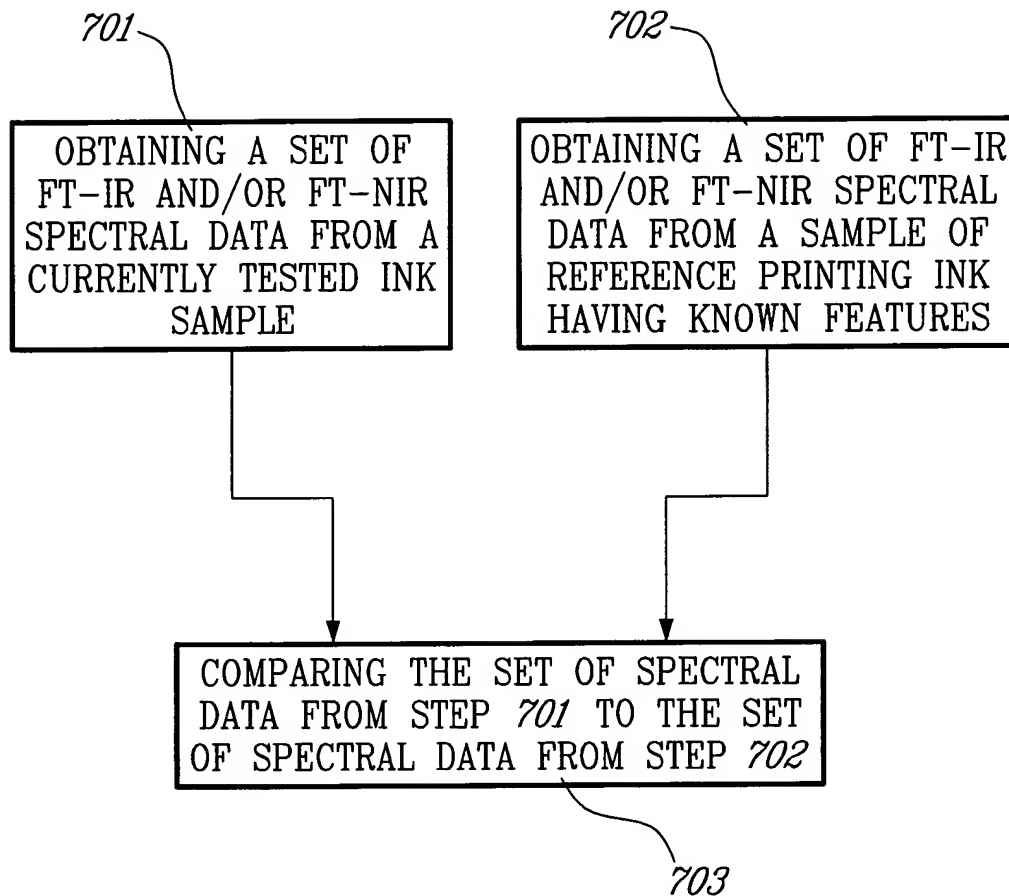 701
OBTAINING A SET OF
FT-IR AND/OR FT-NIR
SPECTRAL DATA FROM A
CURRENTLY TESTED INK
SAMPLE
702
OBTAINING A SET OF FT-IR
AND/OR FT-NIR SPECTRAL
DATA FROM A SAMPLE OF
REFERENCE PRINTING INK
HAVING KNOWN FEATURES
COMPARING THE SET OF SPECTRAL
DATA FROM STEP 701 TO THE SET
OF SPECTRAL DATA FROM STEP 702
703